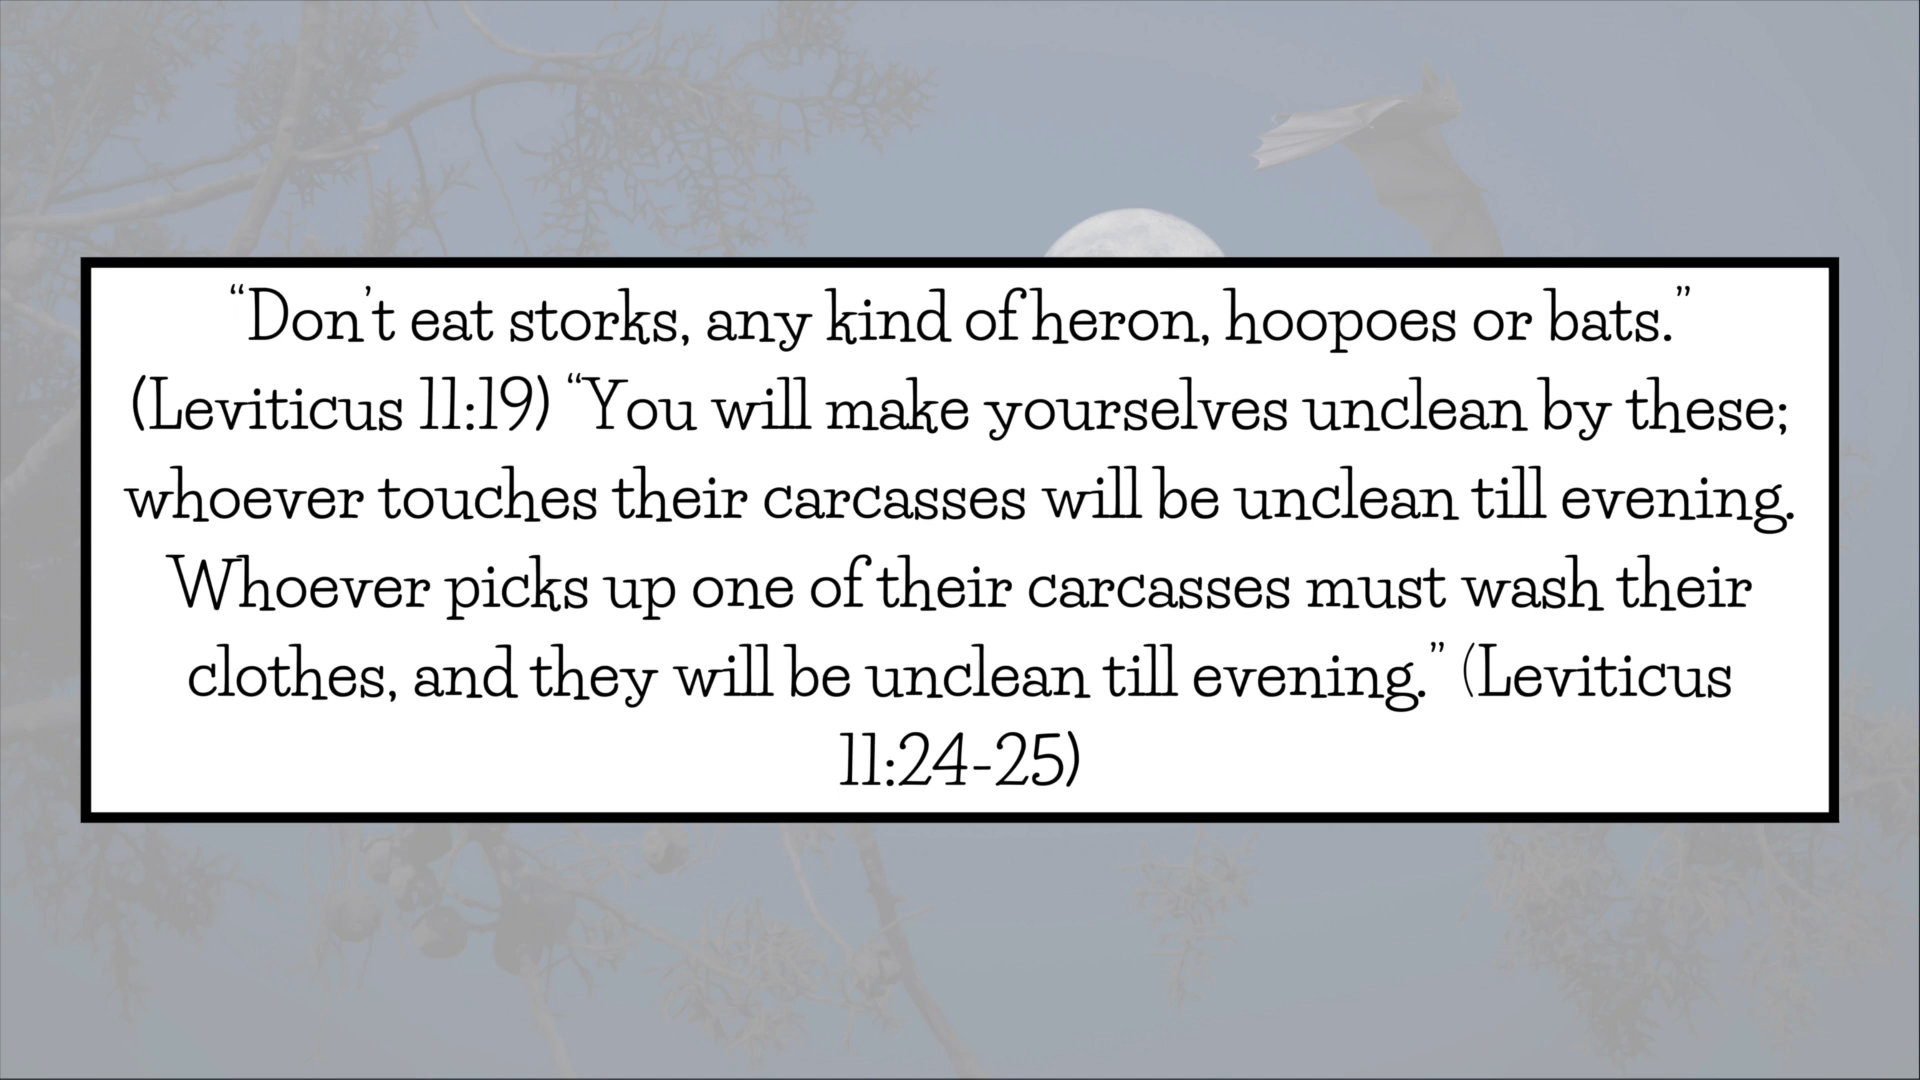 “Don’t eat storks, any kind of heron, hoopoes or bats.”
(Leviticus 11:19) “You will make yourselves unclean by these;
whoever touches their carcasses will be unclean till evening.
Whoever picks up one of their carcasses must wash their
clothes, and they will be unclean till evening.” (Leviticus
11:24-25)